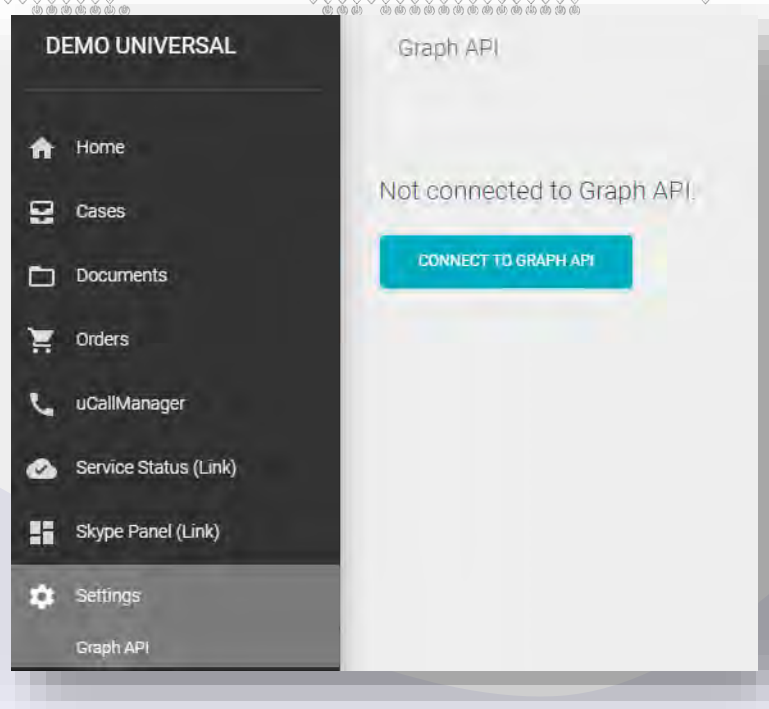 DEMO UNIVERSAL
Home
Cases
Documents
Orders
uCallManager
Service Status (Link)
Skype Panel (Link)
Settings
Graph API
Graph API
Not connected to Graph API.
CONNECT TO GRAPH API